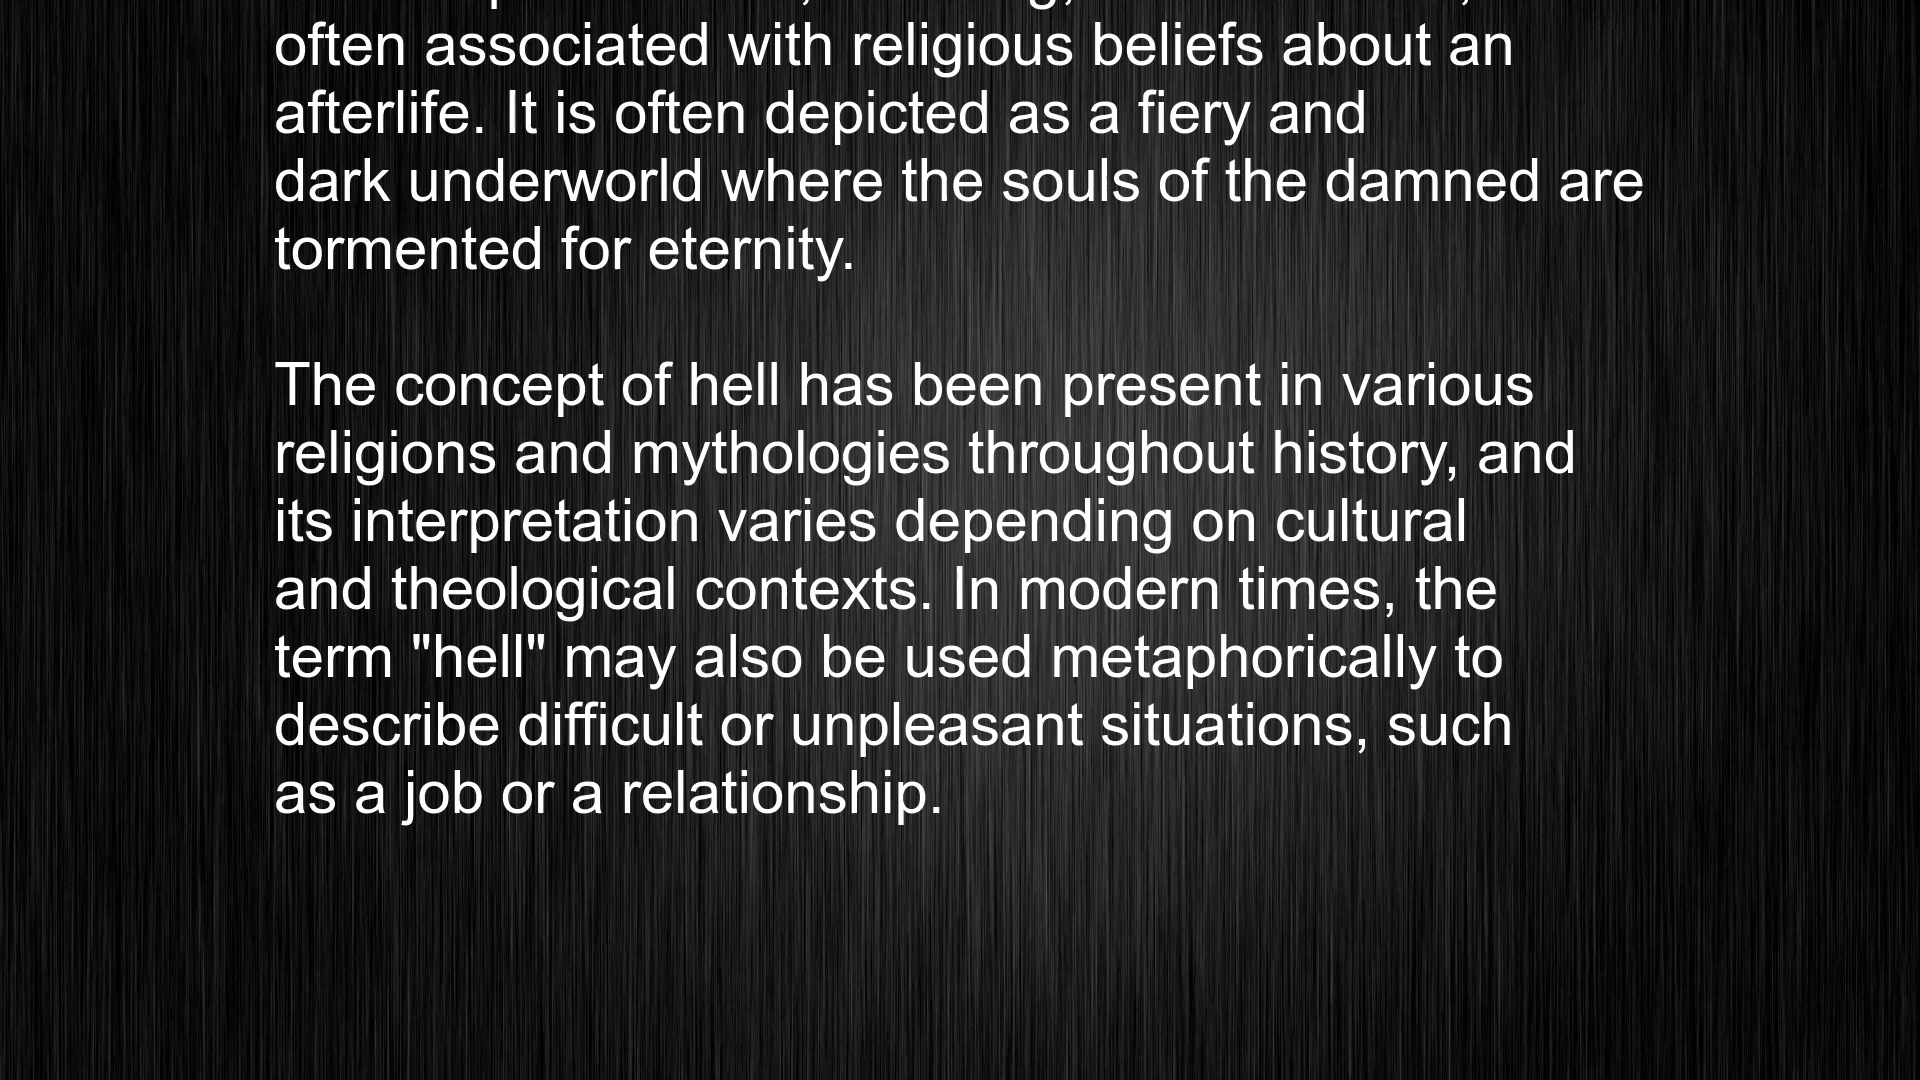 often associated with religious beliefs about an
afterlife. It is often depicted as a fiery and
dark underworld where the souls of the damned are
tormented for eternity.
The concept of hell has been present in various
religions and mythologies throughout history, and
its interpretation varies depending on cultural
and theological contexts. In modern times, the
term "hell" may also be used metaphorically to
describe difficult or unpleasant situations, such
as a job or a relationship.